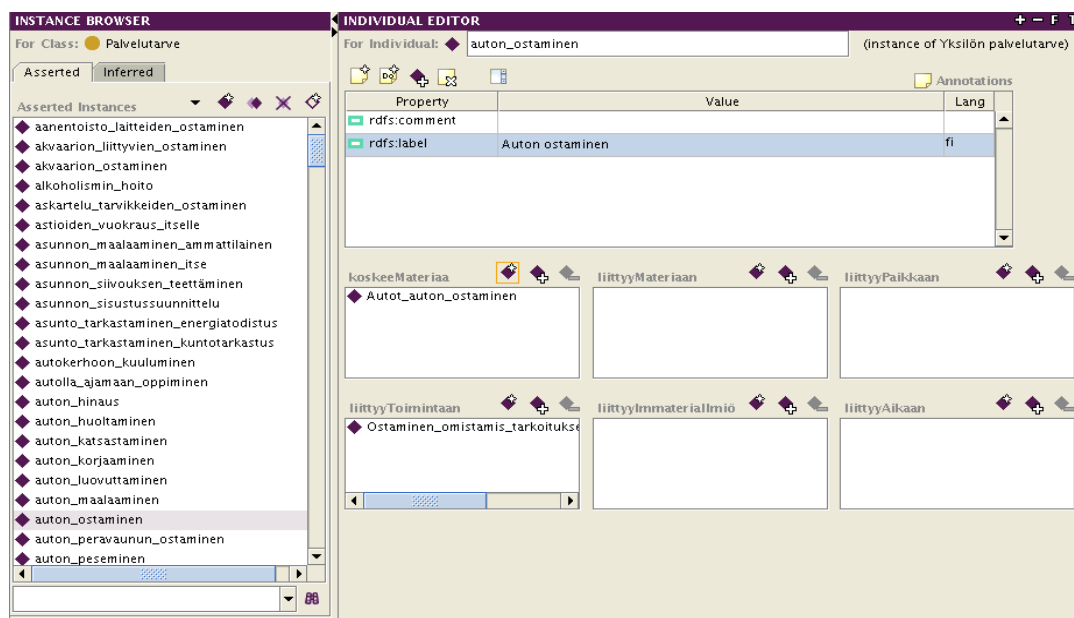 INSTANCE BROWSER
For Class: Palvelutarve
Asserted Inferred
Asserted Instances
aanentoisto_laitteiden_ostaminen
akvaarion_liittyvien_ostaminen
akvaarion_ostaminen
alkoholismin_hoito
askartelu_tarvikkeiden_ostaminen
astioiden_vuokraus_itselle
asunnon_maalaaminen_ammattilainen
asunnon_maalaaminen_itse
asunnon_siivouksen_teettäminen
asunnon_sisustussuunnittelu
asunto_tarkastaminen_energiatodistus
asunto_tarkastaminen_kuntotarkastus
autokerhoon_kuuluminen
autolla_ajamaan_oppiminen
auton_hinaus
auton_huoltaminen
auton_katsastaminen
auton_korjaaminen
auton_luovuttaminen
auton_maalaaminen
auton_ostaminen
auton_peravaunun_ostaminen
auton_peseminen
INDIVIDUAL EDITOR + − F T
For Individual: auton_ostaminen (instance of Yksilön palvelutarve)
Annotations
Property Value Lang
rdfs:comment
rdfs:label Auton ostaminen fi
koskeeMateriaa liittyyMateriaan liittyyPaikkaan
Autot_auton_ostaminen
liittyyToimintaan liittyyImmateriaIlmiö liittyyAikaan
Ostaminen_omistamis_tarkoitukse